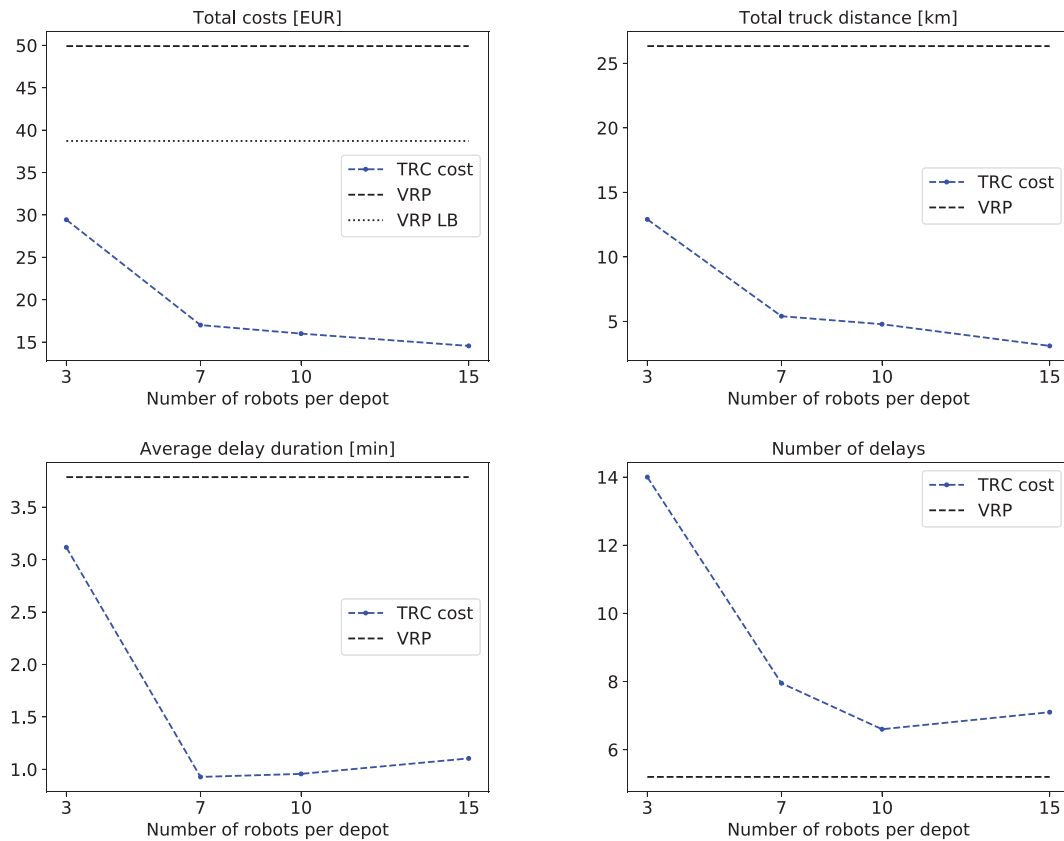 Total costs [EUR]
50
45
40
35
30
25
20
15
TRC cost
VRP
VRP LB
3 7 10 15
Number of robots per depot
Total truck distance [km]
25
20
15
10
5
TRC cost
VRP
3 7 10 15
Number of robots per depot
Average delay duration [min]
3.5
3.0
2.5
2.0
1.5
1.0
TRC cost
VRP
3 7 10 15
Number of robots per depot
Number of delays
14
12
10
8
6
TRC cost
VRP
3 7 10 15
Number of robots per depot